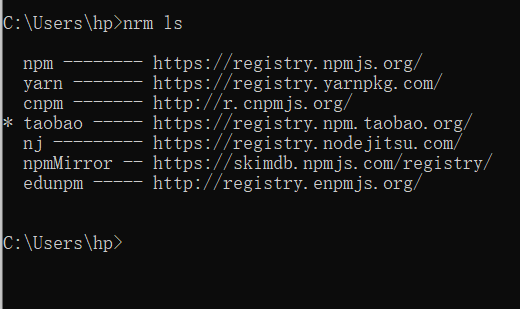 C:\Users\hp>nrm ls
npm -------- https://registry.npmjs.org/
yarn ------- https://registry.yarnpkg.com/
cnpm ------- http://r.cnpmjs.org/
* taobao ----- https://registry.npm.taobao.org/
nj --------- https://registry.nodejitsu.com/
npmMirror -- https://skimdb.npmjs.com/registry/
edunpm ----- http://registry.enpmjs.org/
C:\Users\hp>